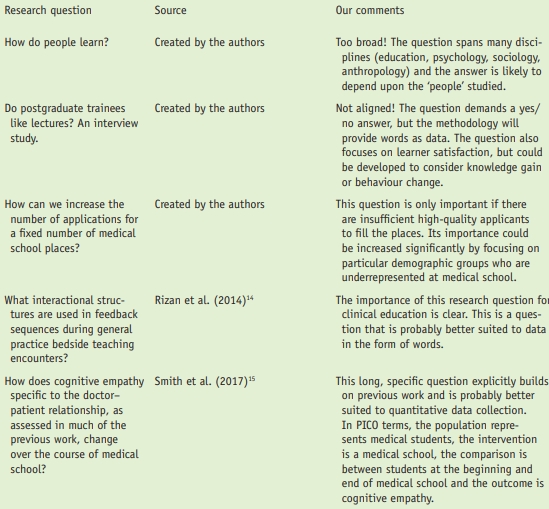 Research question Source Our comments
How do people learn? Created by the authors Too broad! The question spans many disci-
plines (education, psychology, sociology,
anthropology) and the answer is likely to
depend upon the ‘people’ studied.
Do postgraduate trainees Created by the authors Not aligned! The question demands a yes/
like lectures? An interview no answer, but the methodology will
study. provide words as data. The question also
focuses on learner satisfaction, but could
be developed to consider knowledge gain
or behaviour change.
How can we increase the Created by the authors This question is only important if there
number of applications for are insufficient high-quality applicants
a fixed number of medical to fill the places. Its importance could
school places? be increased significantly by focusing on
particular demographic groups who are
underrepresented at medical school.
What interactional struc- Rizan et al. (2014)14 The importance of this research question for
tures are used in feedback clinical education is clear. This is a ques-
sequences during general tion that is probably better suited to data
practice bedside teaching in the form of words.
encounters?
How does cognitive empathy Smith et al. (2017)15 This long, specific question explicitly builds
specific to the doctor– on previous work and is probably better
patient relationship, as suited to quantitative data collection.
assessed in much of the In PICO terms, the population repre-
previous work, change sents medical students, the intervention
over the course of medical is a medical school, the comparison is
school? between students at the beginning and
end of medical school and the outcome is
cognitive empathy.